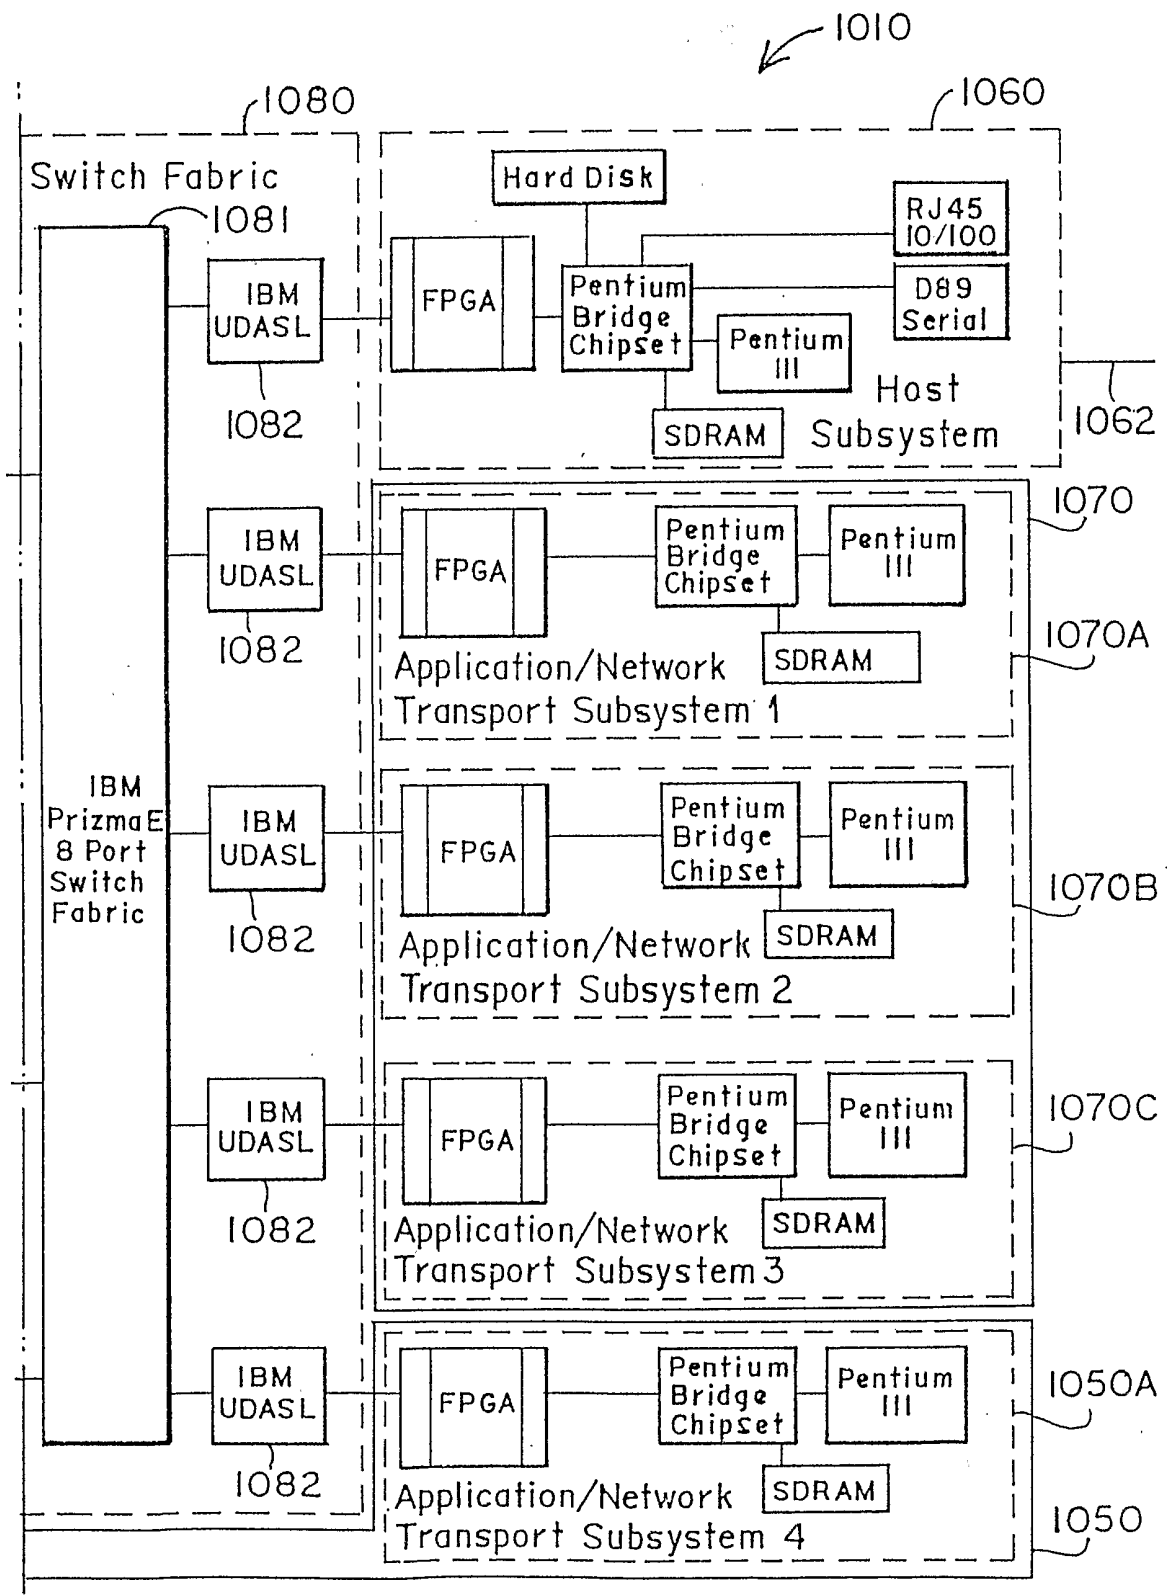 1010
1080
1060
Switch Fabric
1081
Hard Disk
RJ45
10/100
IBM
UDASL
FPGA
Pentium
Bridge
Chipset
D89
Serial
Pentium
III
1082
SDRAM
Host
Subsystem
1062
1070
IBM
UDASL
FPGA
Pentium
Bridge
Chipset
Pentium
III
1082
SDRAM
1070A
Application/Network
Transport Subsystem 1
IBM
PrizmaE
8 Port
Switch
Fabric
IBM
UDASL
FPGA
Pentium
Bridge
Chipset
Pentium
III
1070B
1082
SDRAM
Application/Network
Transport Subsystem 2
IBM
UDASL
FPGA
Pentium
Bridge
Chipset
Pentium
III
1070C
1082
SDRAM
Application/Network
Transport Subsystem 3
IBM
UDASL
FPGA
Pentium
Bridge
Chipset
Pentium
III
1050A
1082
SDRAM
Application/Network
Transport Subsystem 4
1050